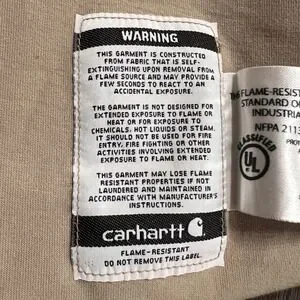 WARNING
THIS GARMENT IS CONSTRUCTED
FROM FABRIC THAT IS SELF-
EXTINGUISHING UPON REMOVAL FROM
A FLAME SOURCE AND MAY PROVIDE A
FEW SECONDS TO REACT TO AN
ACCIDENTAL EXPOSURE.
THE GARMENT IS NOT DESIGNED FOR
EXTENDED EXPOSURE TO FLAME OR
HEAT OR FOR EXPOSURE TO
CHEMICALS, HOT LIQUIDS OR STEAM.
IT SHOULD NOT BE USED FOR FIRE
ENTRY, FIRE FIGHTING OR OTHER
ACTIVITIES INVOLVING EXTENDED
EXPOSURE TO FLAME OR HEAT.
THIS GARMENT MAY LOSE FLAME
RESISTANT PROPERTIES IF NOT
LAUNDERED AND MAINTAINED IN
ACCORDANCE WITH MANUFACTURER'S
INSTRUCTIONS.
carhartt
FLAME-RESISTANT
DO NOT REMOVE THIS LABEL.
FLAME-RESIS
STANDARD O
INDUSTRIA
NFPA 211
CLASSIFIED
UL